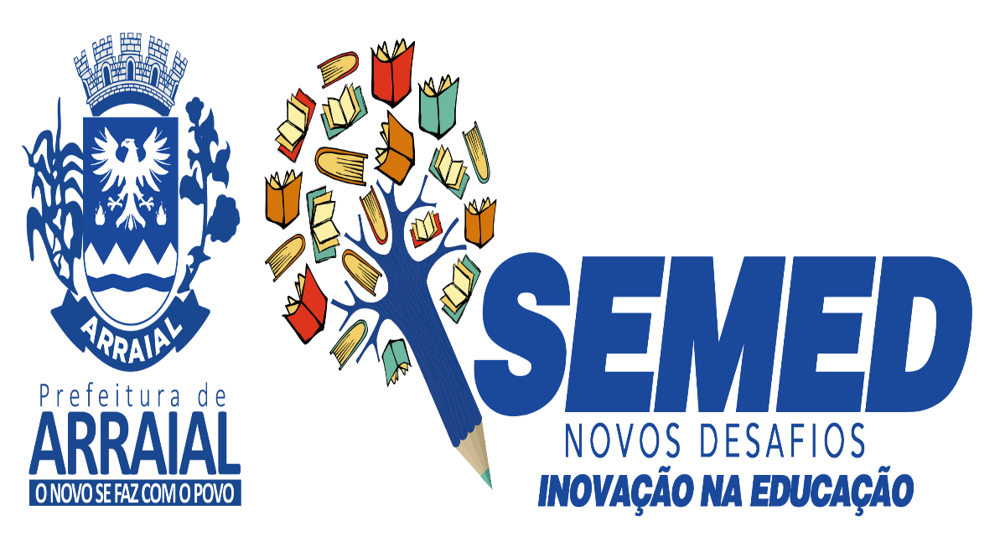 ARRAIAL
Prefeitura de
ARRAIAL
O NOVO SE FAZ COM O POVO
SEMED
NOVOS DESAFIOS
INOVAÇÃO NA EDUCAÇÃO